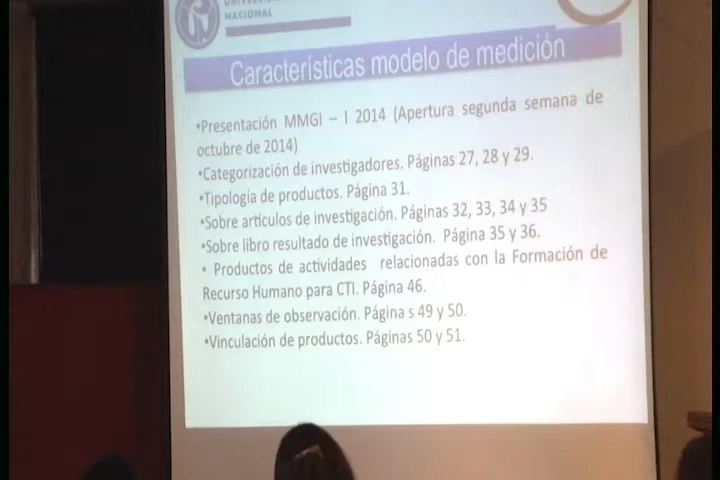 NACIONAL
Características modelo de medición
•Presentación MMGI – I 2014 (Apertura segunda semana de
octubre de 2014)
•Categorización de investigadores. Páginas 27, 28 y 29.
•Tipología de productos. Página 31.
•Sobre artículos de investigación. Páginas 32, 33, 34 y 35
•Sobre libro resultado de investigación. Página 35 y 36.
• Productos de actividades relacionadas con la Formación de
Recurso Humano para CTI. Página 46.
•Ventanas de observación. Página s 49 y 50.
•Vinculación de productos. Páginas 50 y 51.